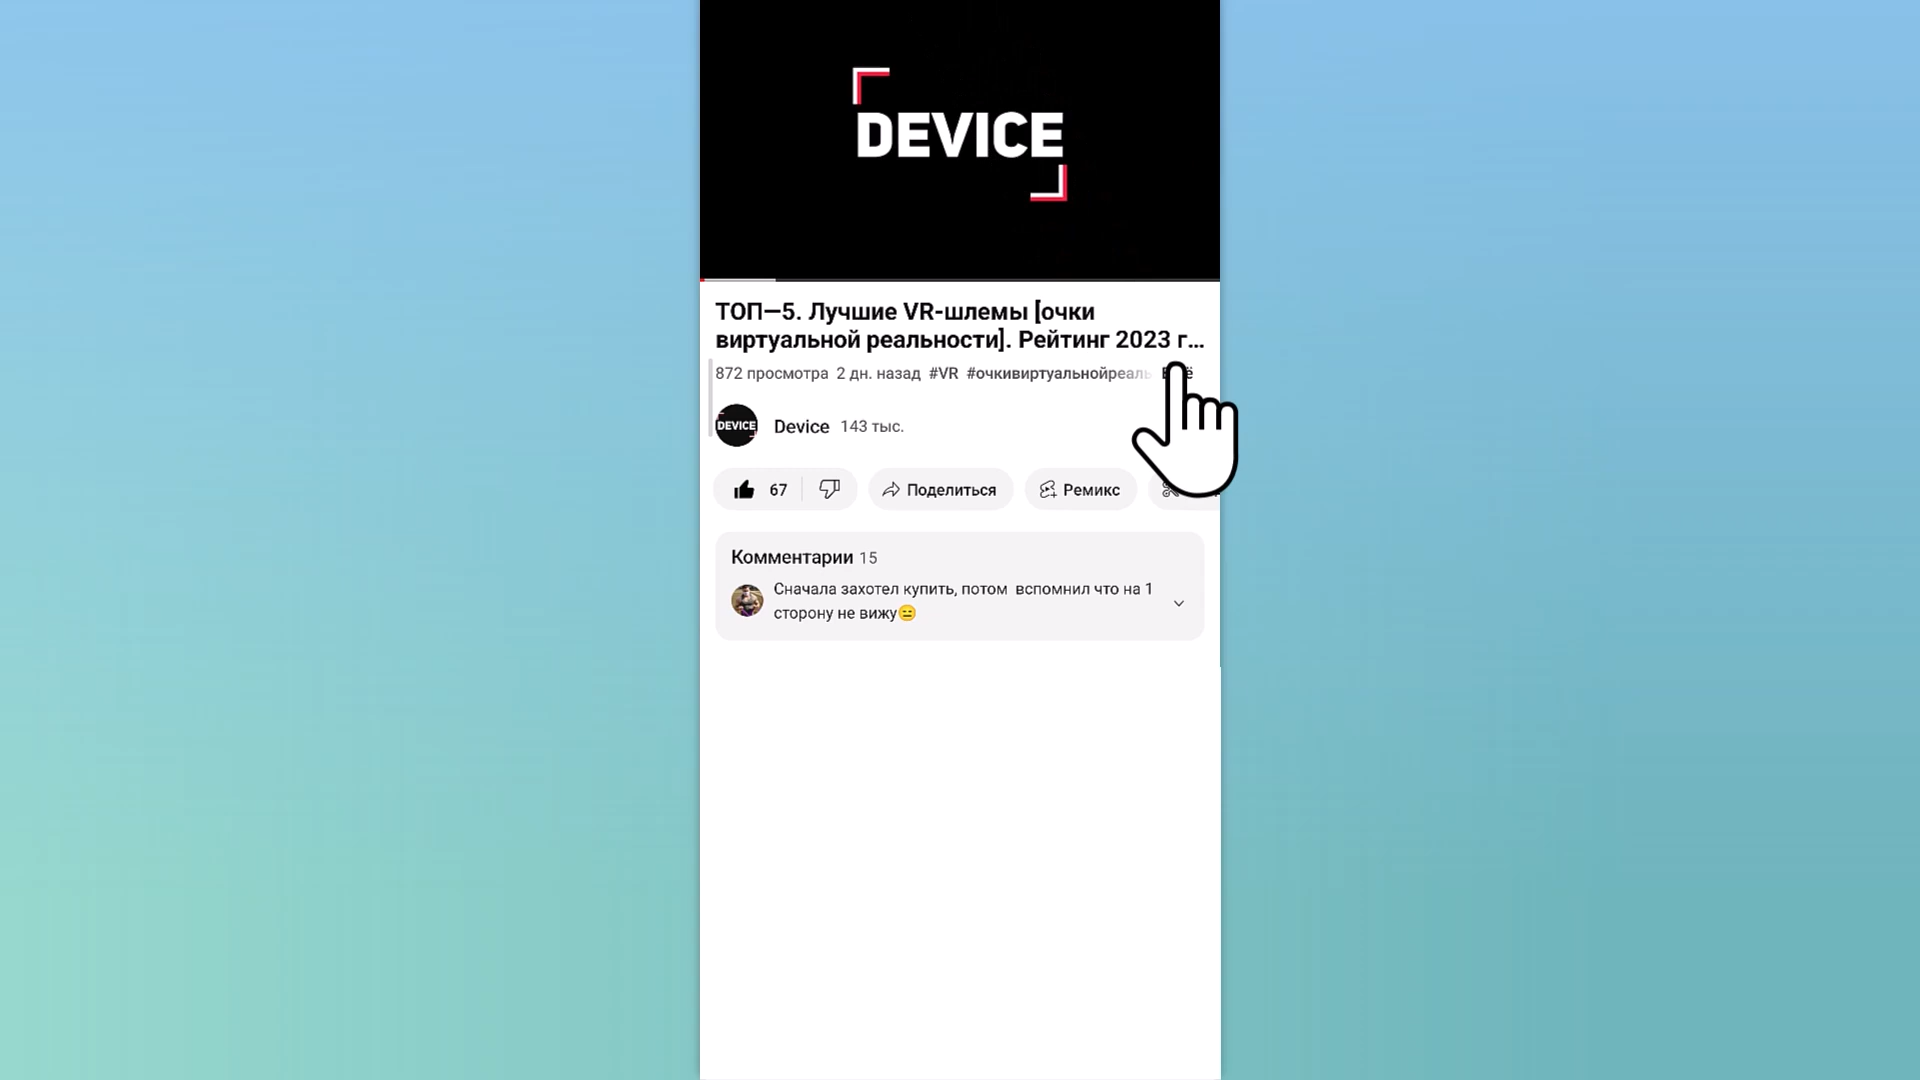 DEVICE
ТОП—5. Лучшие VR-шлемы [очки
виртуальной реальности]. Рейтинг 2023 г...
872 просмотра 2 дн. назад #VR #очкивиртуальнойреаль
DEVICE
Device 143 тыс.
67 Поделиться Ремикс
Комментарии 15
Сначала захотел купить, потом вспомнил что на 1
сторону не вижу😑